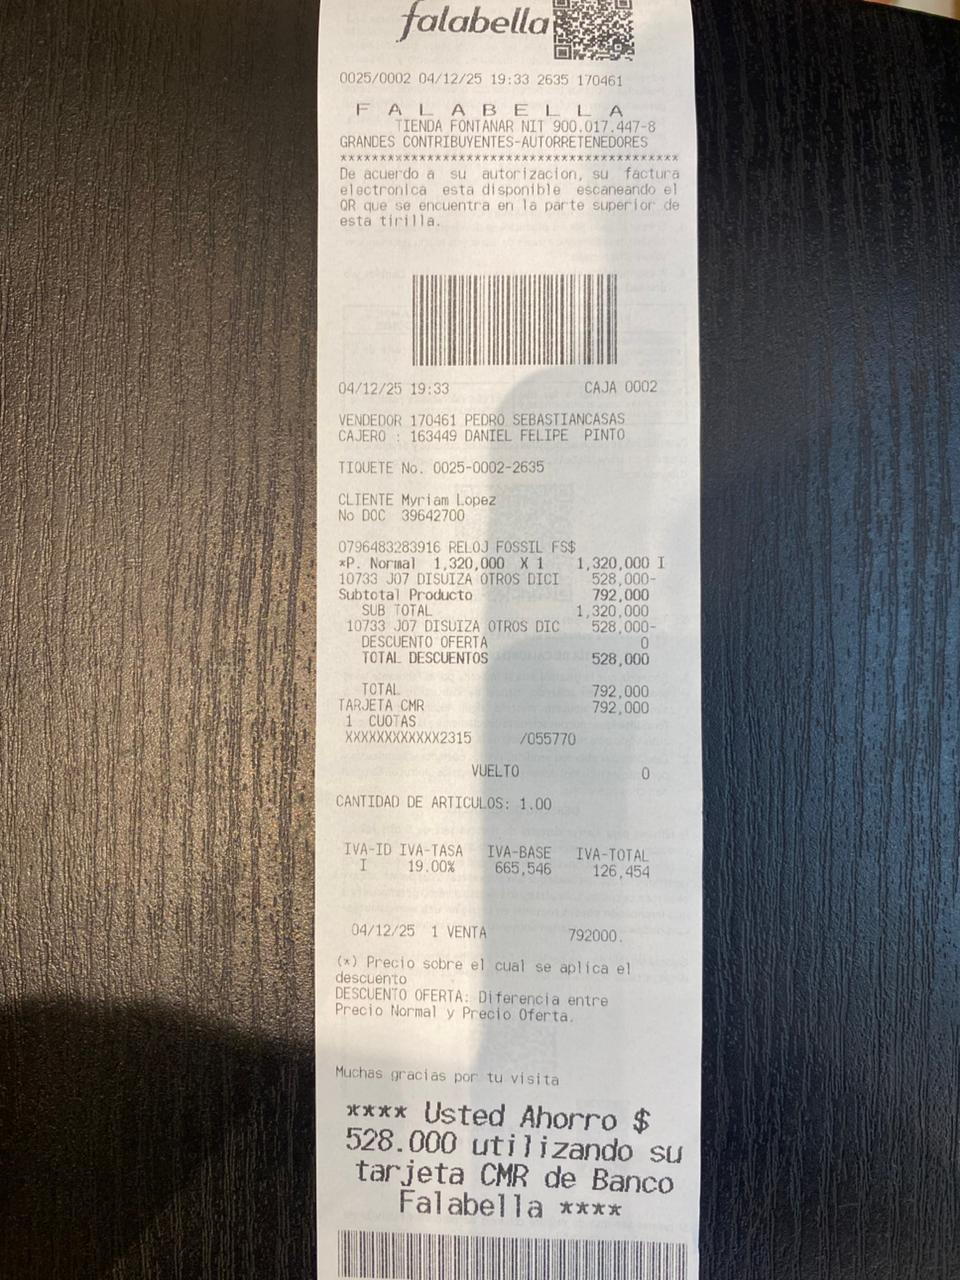 falabella
0025/0002 04/12/25 19:33 2635 170461
F A L A B E L L A
TIENDA FONTANAR NIT 900.017.447-8
GRANDES CONTRIBUYENTES-AUTORRETENEDORES
*******************************************
De acuerdo a su autorizacion, su factura
electronica esta disponible escaneando el
QR que se encuentra en la parte superior de
esta tirilla.
04/12/25 19:33 CAJA 0002
VENDEDOR 170461 PEDRO SEBASTIANCASAS
CAJERO : 163449 DANIEL FELIPE PINTO
TIQUETE No. 0025-0002-2635
CLIENTE Myriam Lopez
No DOC 39642700
0796483283916 RELOJ FOSSIL FS$
*P. Normal 1,320,000 X 1 1,320,000 I
10733 J07 DISUIZA OTROS DICI 528,000-
Subtotal Producto 792,000
SUB TOTAL 1,320,000
10733 J07 DISUIZA OTROS DIC 528,000-
DESCUENTO OFERTA 0
TOTAL DESCUENTOS 528,000
TOTAL 792,000
TARJETA CMR 792,000
1 CUOTAS
XXXXXXXXXXXX2315 /055770
VUELTO 0
CANTIDAD DE ARTICULOS: 1.00
IVA-ID IVA-TASA IVA-BASE IVA-TOTAL
I 19.00% 665,546 126,454
04/12/25 1 VENTA 792000.
(*) Precio sobre el cual se aplica el
descuento
DESCUENTO OFERTA: Diferencia entre
Precio Normal y Precio Oferta.
Muchas gracias por tu visita
**** Usted Ahorro $
528.000 utilizando su
tarjeta CMR de Banco
Falabella ****